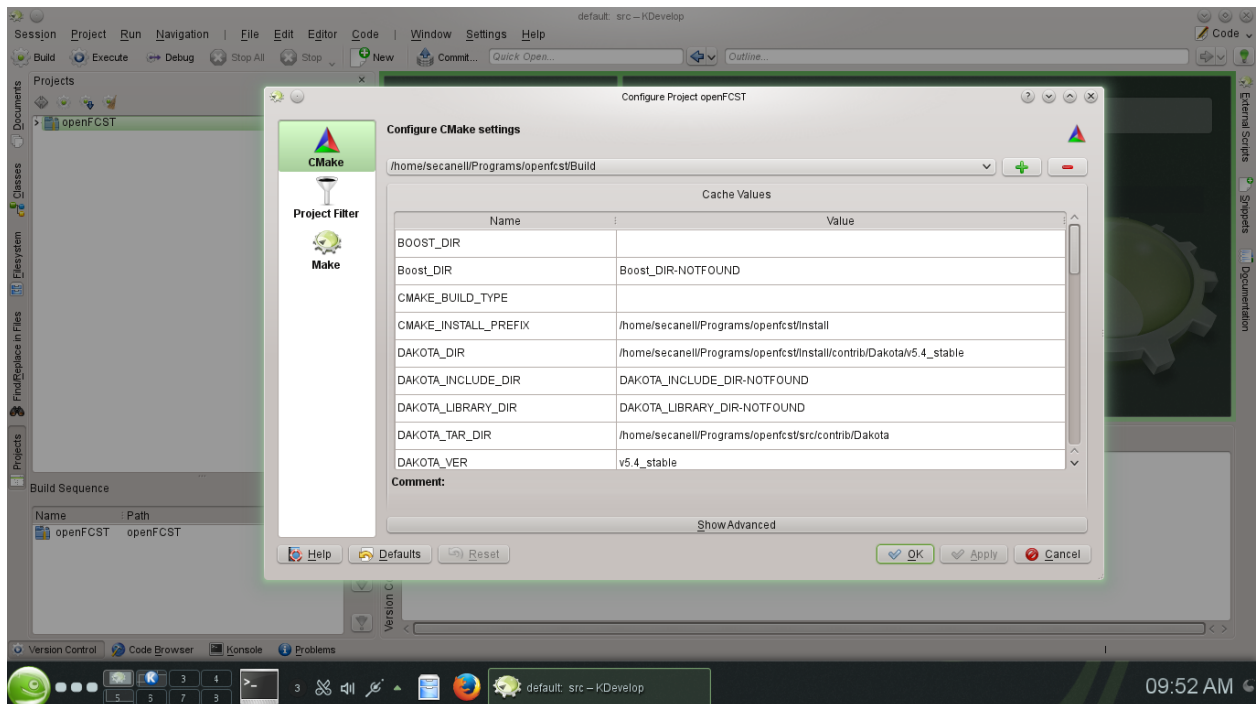 default: src – KDevelop
Session Project Run Navigation | File Edit Editor Code | Window Settings Help
Code
Build Execute Debug Stop All Stop New Commit... Quick Open... Outline...
Projects
openFCST
Documents
Classes
Filesystem
Find/Replace in Files
Projects
External Scripts
Snippets
Documentation
Configure Project openFCST
CMake
Project Filter
Make
Configure CMake settings
/home/secanell/Programs/openfcst/Build
Cache Values
Name Value
BOOST_DIR
Boost_DIR Boost_DIR-NOTFOUND
CMAKE_BUILD_TYPE
CMAKE_INSTALL_PREFIX /home/secanell/Programs/openfcst/Install
DAKOTA_DIR /home/secanell/Programs/openfcst/Install/contrib/Dakota/v5.4_stable
DAKOTA_INCLUDE_DIR DAKOTA_INCLUDE_DIR-NOTFOUND
DAKOTA_LIBRARY_DIR DAKOTA_LIBRARY_DIR-NOTFOUND
DAKOTA_TAR_DIR /home/secanell/Programs/openfcst/src/contrib/Dakota
DAKOTA_VER v5.4_stable
Comment:
Show Advanced
Help Defaults Reset OK Apply Cancel
Build Sequence
Name Path
openFCST openFCST
Version Control Code Browser Konsole Problems
3 4
5 5 7 3
3
default: src – KDevelop
09:52 AM